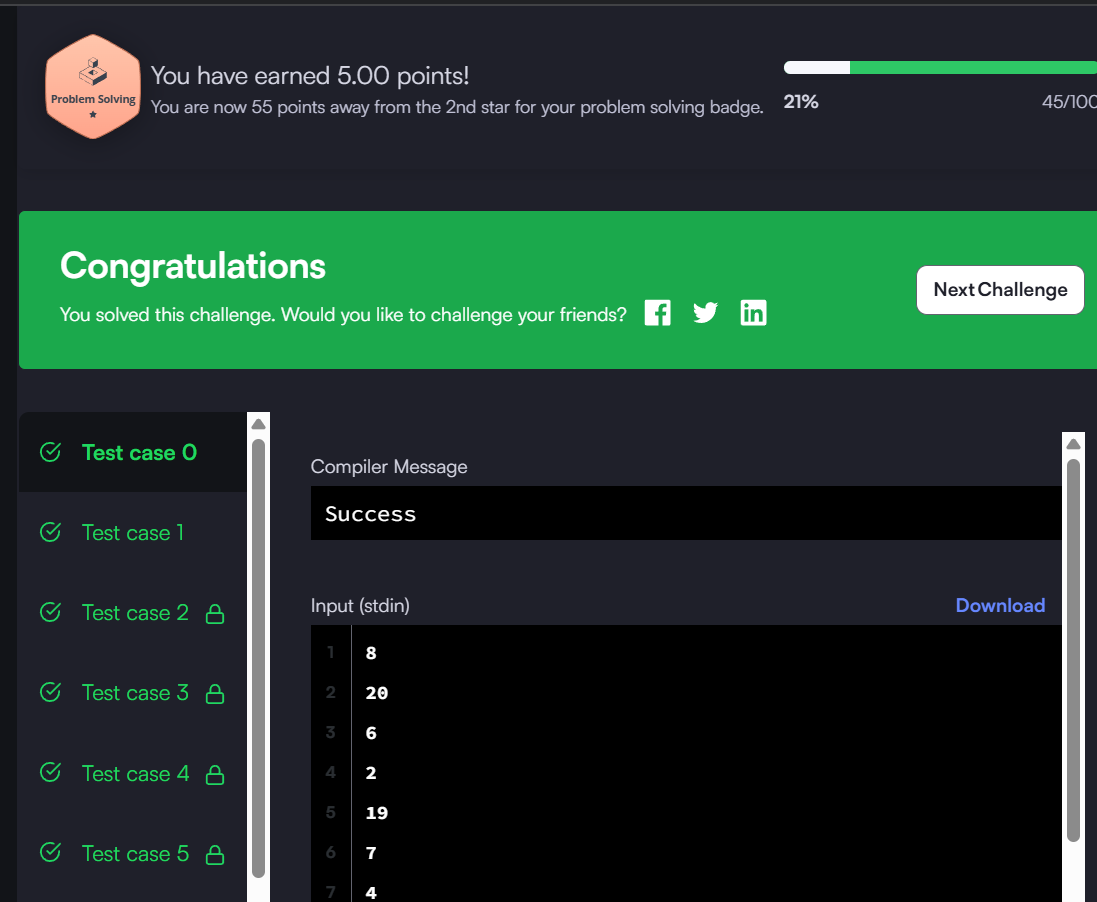 Problem Solving
You have earned 5.00 points!
You are now 55 points away from the 2nd star for your problem solving badge.
21%
45/100
Congratulations
You solved this challenge. Would you like to challenge your friends?
Next Challenge
Test case 0
Test case 1
Test case 2
Test case 3
Test case 4
Test case 5
Compiler Message
Success
Input (stdin)
Download
1 8
2 20
3 6
4 2
5 19
6 7
7 4